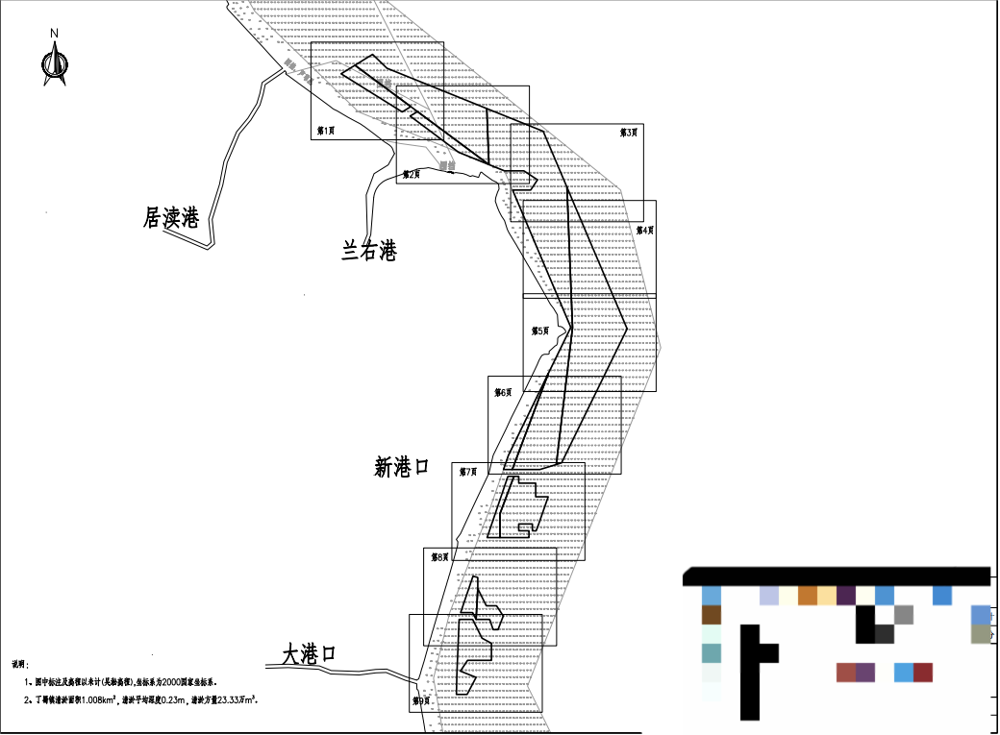 N
第1页
第2页
第3页
居渎港
兰右港
第4页
第5页
第6页
新港口
第7页
第8页
大港口
第9页
说明:
1、图中标注及高程以米计(吴淞高程),坐标系为2000国家坐标系。
2、丁蜀镇清淤面积1.008km²,清淤平均深度0.23m,清淤方量23.33万m³。